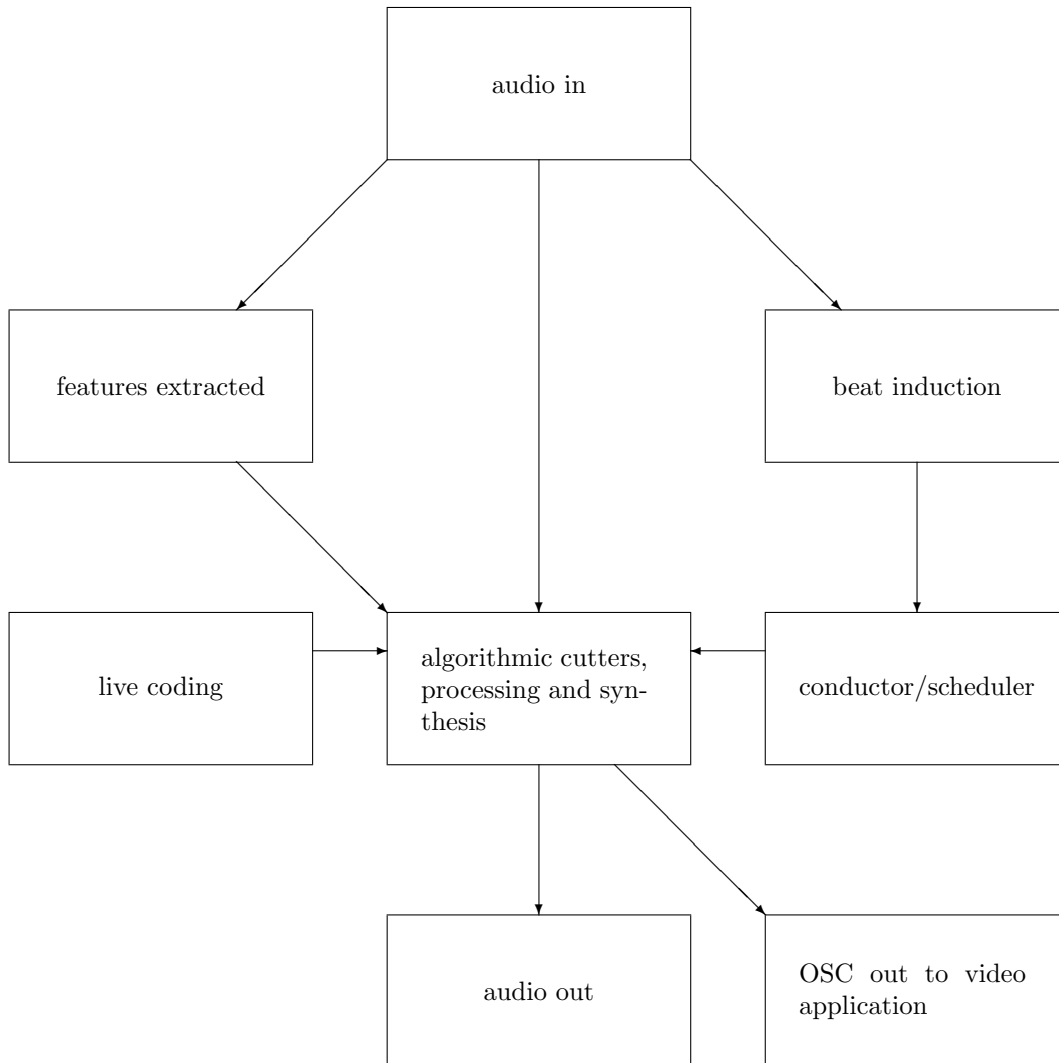 audio in
features extracted
beat induction
live coding
algorithmic cutters,
processing and syn-
thesis
conductor/scheduler
audio out
OSC out to video
application